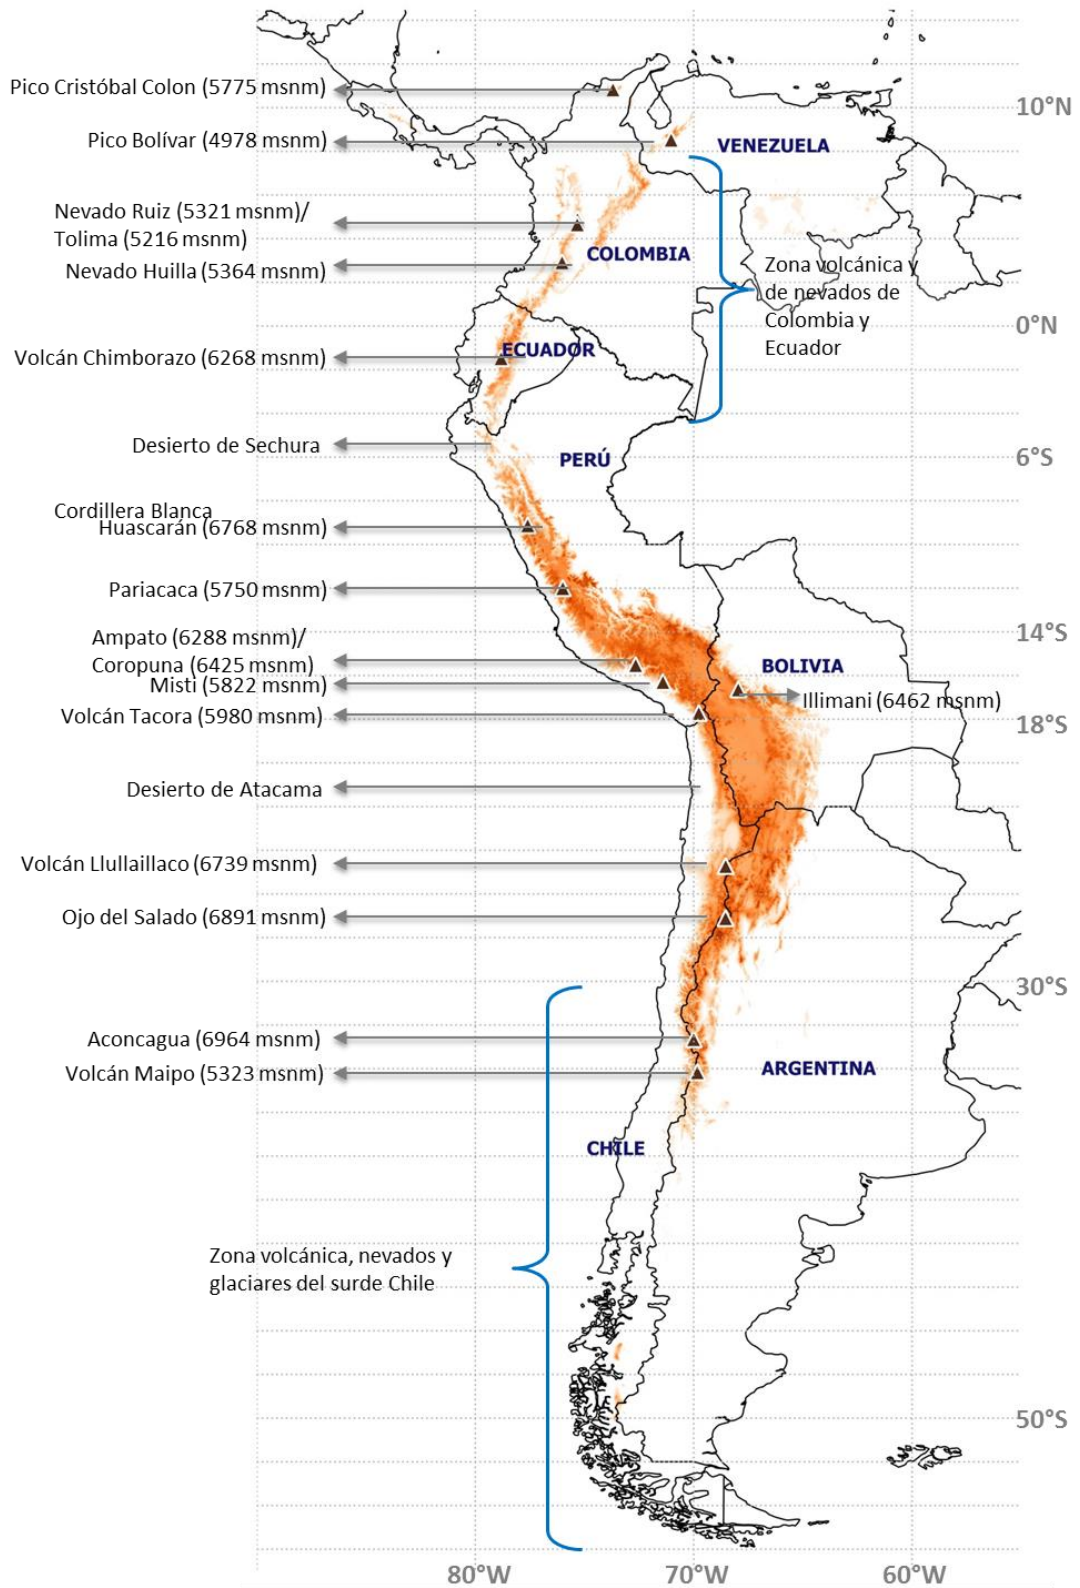 Pico Cristóbal Colon (5775 msnm)
10°N
Pico Bolívar (4978 msnm)
VENEZUELA
Nevado Ruiz (5321 msnm)/
Tolima (5216 msnm)
COLOMBIA
Nevado Huilla (5364 msnm)
Zona volcánica y
de nevados de
Colombia y
Ecuador
0°N
ECUADOR
Volcán Chimborazo (6268 msnm)
Desierto de Sechura
6°S
PERÚ
Cordillera Blanca
Huascarán (6768 msnm)
Pariacaca (5750 msnm)
14°S
Ampato (6288 msnm)/
Coropuna (6425 msnm)
BOLIVIA
Misti (5822 msnm)
Illimani (6462 msnm)
Volcán Tacora (5980 msnm)
18°S
Desierto de Atacama
Volcán Llullaillaco (6739 msnm)
Ojo del Salado (6891 msnm)
30°S
Aconcagua (6964 msnm)
Volcán Maipo (5323 msnm)
ARGENTINA
CHILE
Zona volcánica, nevados y
glaciares del surde Chile
50°S
80°W 70°W 60°W